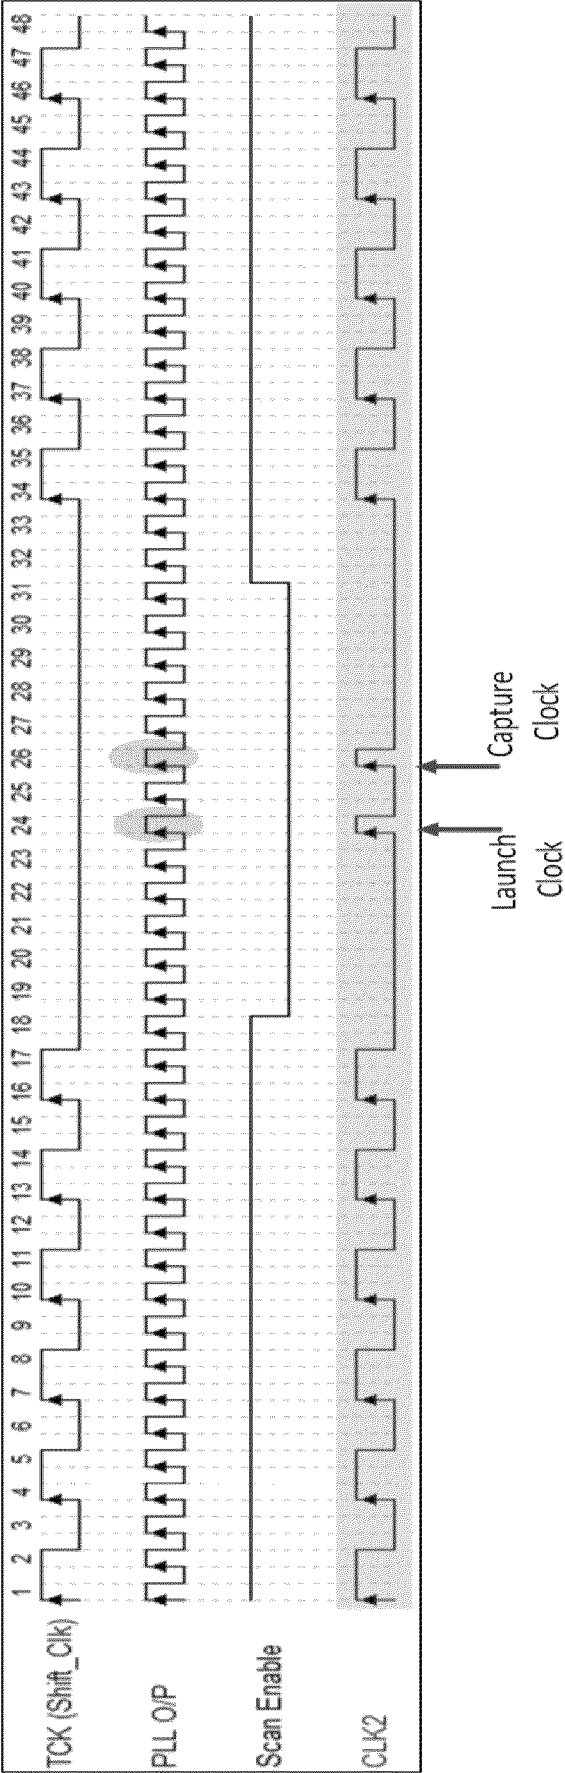 1 2 3 4 5 6 7 8 9 10 11 12 13 14 15 16 17 18 19 20 21 22 23 24 25 26 27 28 29 30 31 32 33 34 35 36 37 38 39 40 41 42 43 44 45 46 47 48
TCK (Shift_Clk)
PLL O/P
Scan Enable
CLK2
Launch
Clock
Capture
Clock